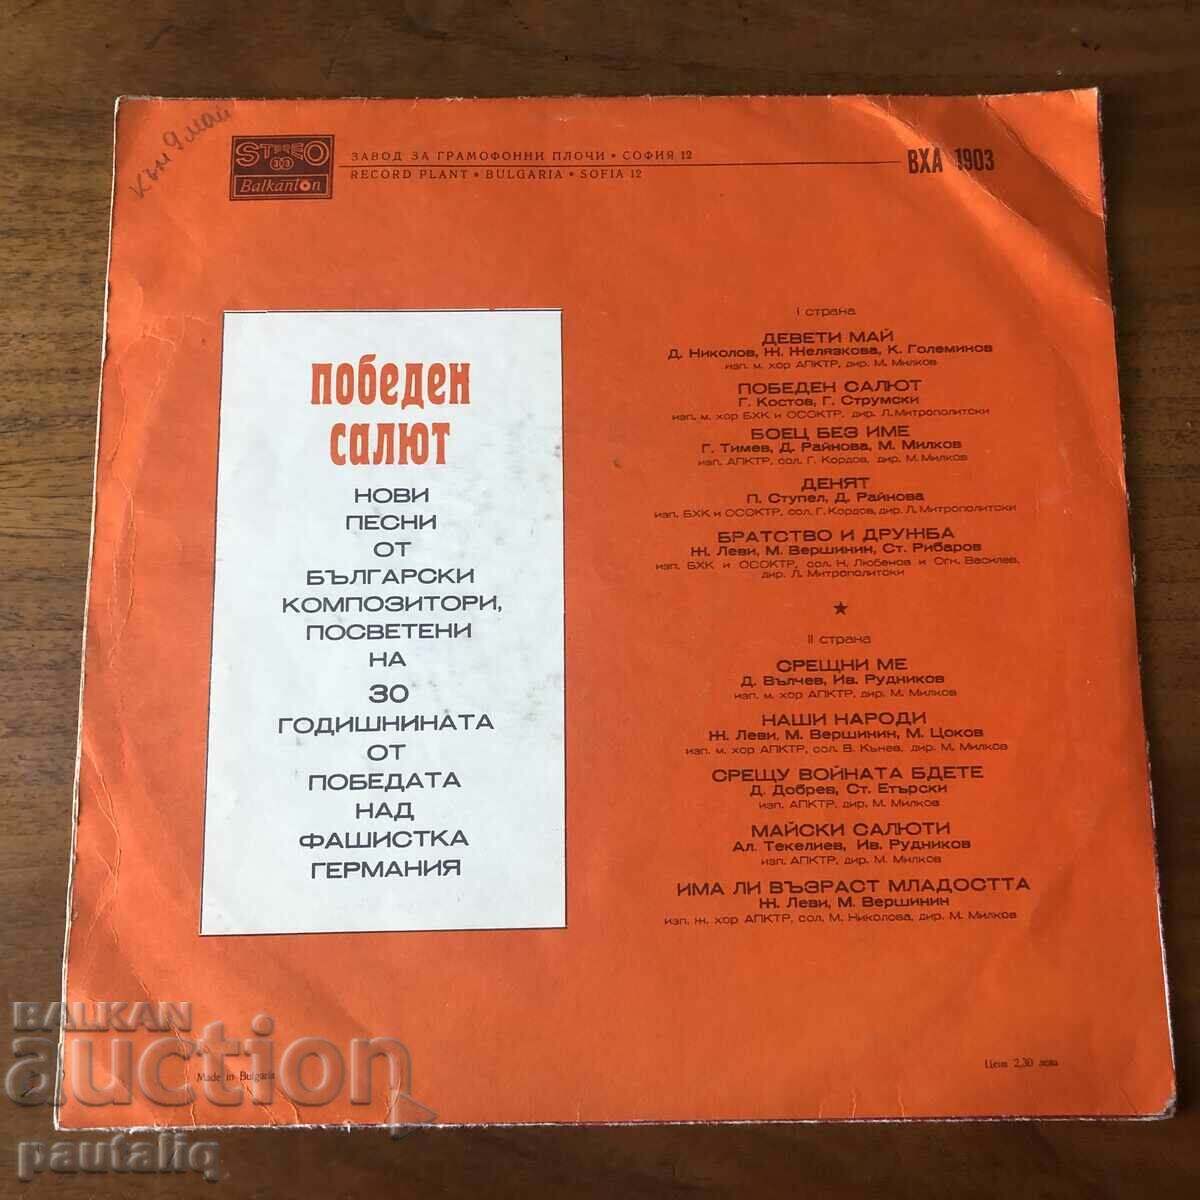 към 9 май
STEREO
33
Balkanton
ЗАВОД ЗА ГРАМОФОННИ ПЛОЧИ • СОФИЯ 12
RECORD PLANT • BULGARIA • SOFIA 12
ВХА 1903
победен
салют
НОВИ
ПЕСНИ
ОТ
БЪЛГАРСКИ
КОМПОЗИТОРИ,
ПОСВЕТЕНИ
НА
30
ГОДИШНИНАТА
ОТ
ПОБЕДАТА
НАД
ФАШИСТКА
ГЕРМАНИЯ
I страна
ДЕВЕТИ МАЙ
Д. Николов, Ж. Желязкова, К. Големинов
изп. м. хор АПКТР, дир. М. Милков
ПОБЕДЕН САЛЮТ
Г. Костов, Г. Струмски
изп. м. хор БХК и ОСОКТР, дир. Л. Митрополитски
БОЕЦ БЕЗ ИМЕ
Г. Тимев, Д. Райнова, М. Милков
изп. АПКТР, сол. Г. Кордов, дир. М. Милков
ДЕНЯТ
П. Ступел, Д. Райнова
изп. БХК и ОСОКТР, сол. Г. Кордов, дир. Л. Митрополитски
БРАТСТВО И ДРУЖБА
Ж. Леви, М. Вершинин, Ст. Рибаров
изп. БХК и ОСОКТР, сол. Н. Любенов и Огн. Василев,
дир. Л. Митрополитски
II страна
СРЕЩНИ МЕ
Д. Вълчев, Ив. Рудников
изп. м. хор АПКТР, дир. М. Милков
НАШИ НАРОДИ
Ж. Леви, М. Вершинин, М. Цоков
изп. м. хор АПКТР, сол. В. Кънев, дир. М. Милков
СРЕЩУ ВОЙНАТА БДЕТЕ
Д. Добрев, Ст. Етърски
изп. АПКТР, дир. М. Милков
МАЙСКИ САЛЮТИ
Ал. Текелиев, Ив. Рудников
изп. АПКТР, дир. М. Милков
ИМА ЛИ ВЪЗРАСТ МЛАДОСТТА
Ж. Леви, М. Вершинин
изп. ж. хор АПКТР, сол. М. Николова, дир. М. Милков
Made in Bulgaria
Цена 2,30 лева
BALKAN
auction
pautaliq